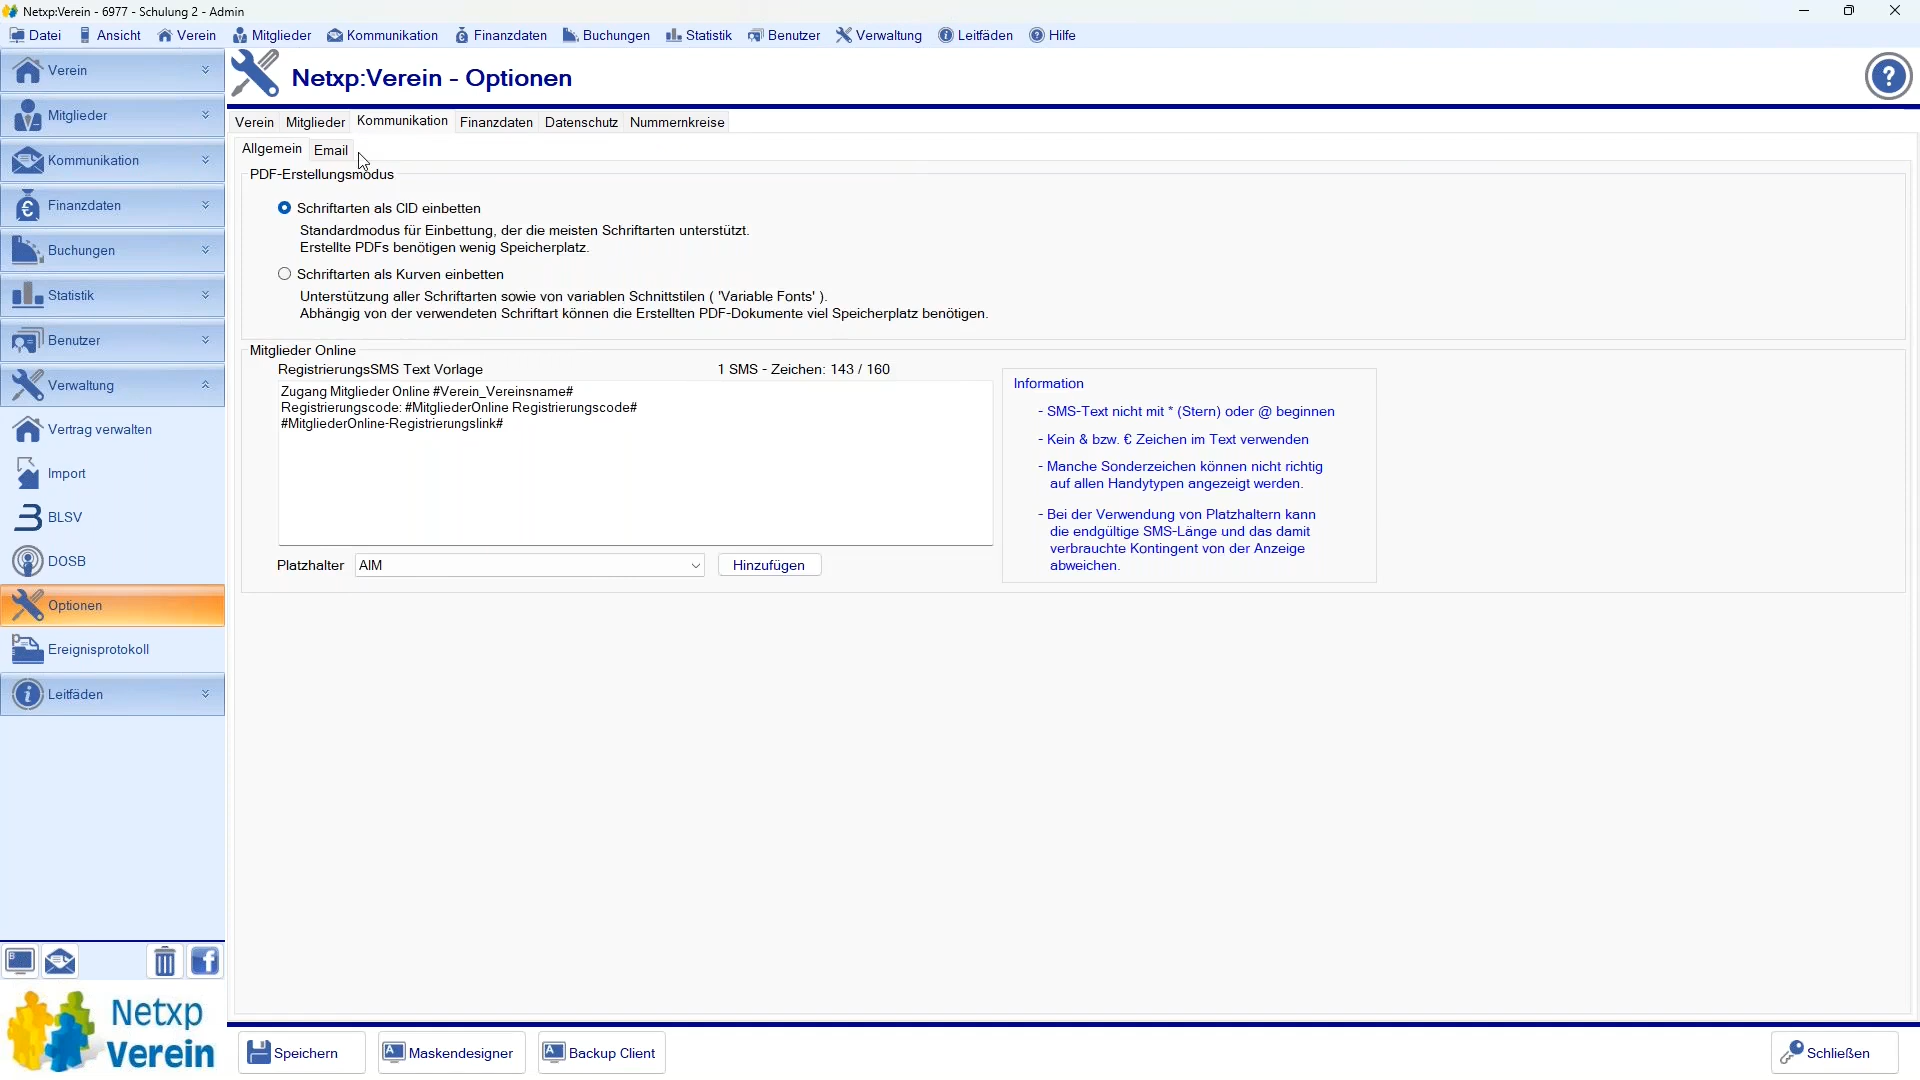 Netxp:Verein - 6977 - Schulung 2 - Admin
Datei Ansicht Verein Mitglieder Kommunikation Finanzdaten Buchungen Statistik Benutzer Verwaltung Leitfäden Hilfe
Verein
Mitglieder
Kommunikation
Finanzdaten
Buchungen
Statistik
Benutzer
Verwaltung
Vertrag verwalten
Import
BLSV
DOSB
Optionen
Ereignisprotokoll
Leitfäden
Netxp
Verein
Netxp:Verein - Optionen
Verein Mitglieder Kommunikation Finanzdaten Datenschutz Nummernkreise
Allgemein Email
PDF-Erstellungsmodus
Schriftarten als CID einbetten
Standardmodus für Einbettung, der die meisten Schriftarten unterstützt.
Erstellte PDFs benötigen wenig Speicherplatz.
Schriftarten als Kurven einbetten
Unterstützung aller Schriftarten sowie von variablen Schnittstilen ( 'Variable Fonts' ).
Abhängig von der verwendeten Schriftart können die Erstellten PDF-Dokumente viel Speicherplatz benötigen.
Mitglieder Online
RegistrierungsSMS Text Vorlage 1 SMS - Zeichen: 143 / 160
Zugang Mitglieder Online #Verein_Vereinsname#
Registrierungscode: #MitgliederOnline Registrierungscode#
#MitgliederOnline-Registrierungslink#
Platzhalter AIM Hinzufügen
Information
- SMS-Text nicht mit * (Stern) oder @ beginnen
- Kein & bzw. € Zeichen im Text verwenden
- Manche Sonderzeichen können nicht richtig
auf allen Handytypen angezeigt werden.
- Bei der Verwendung von Platzhaltern kann
die endgültige SMS-Länge und das damit
verbrauchte Kontingent von der Anzeige
abweichen.
Speichern Maskendesigner Backup Client Schließen